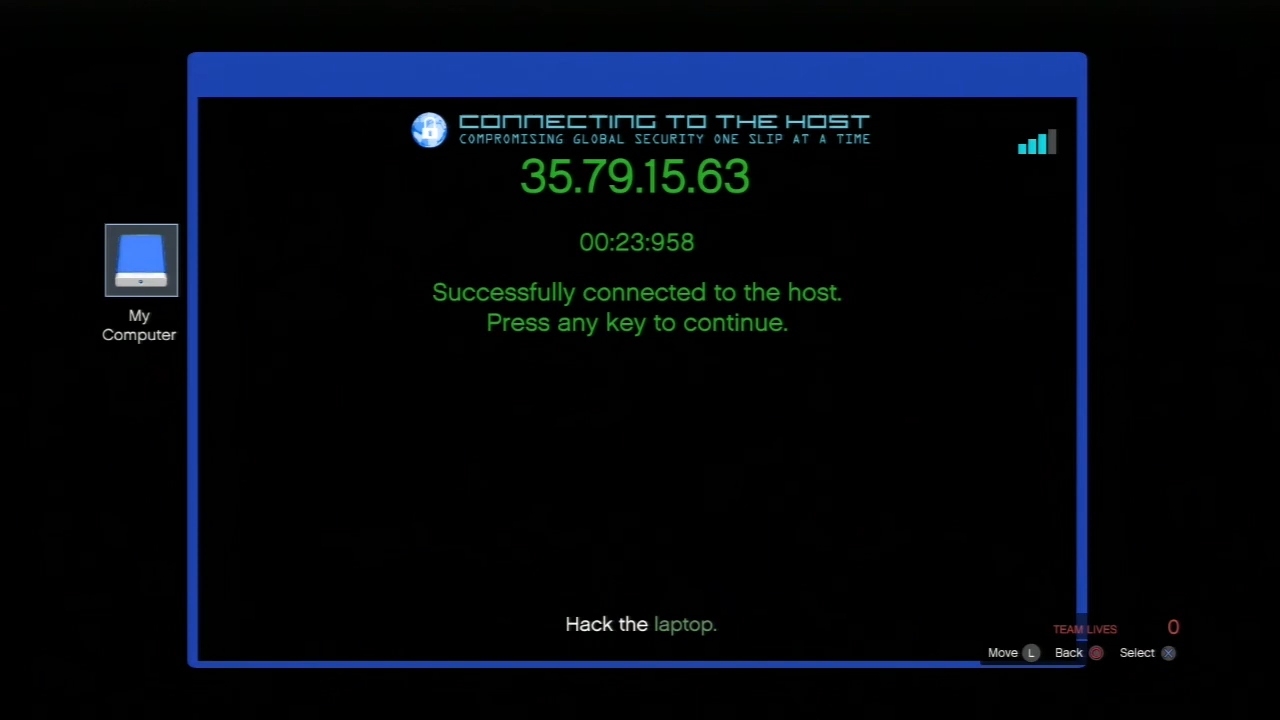 CONNECTING TO THE HOST
COMPROMISING GLOBAL SECURITY ONE SLIP AT A TIME
35.79.15.63
00:23:958
Successfully connected to the host.
Press any key to continue.
My
Computer
Hack the laptop.
TEAM LIVES 0
Move L Back Select